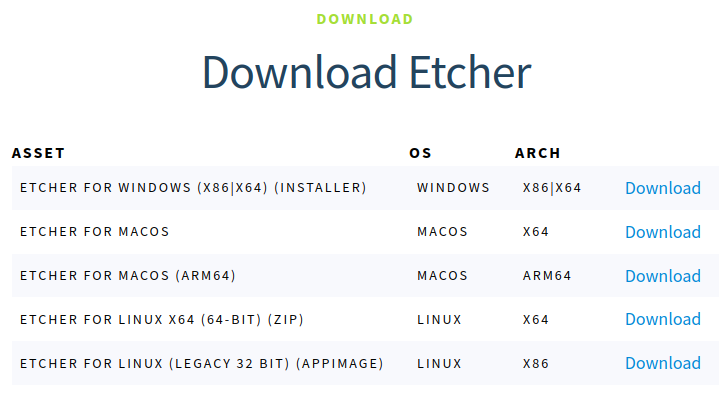 DOWNLOAD
Download Etcher
ASSET OS ARCH
ETCHER FOR WINDOWS (X86|X64) (INSTALLER) WINDOWS X86|X64 Download
ETCHER FOR MACOS MACOS X64 Download
ETCHER FOR MACOS (ARM64) MACOS ARM64 Download
ETCHER FOR LINUX X64 (64-BIT) (ZIP) LINUX X64 Download
ETCHER FOR LINUX (LEGACY 32 BIT) (APPIMAGE) LINUX X86 Download